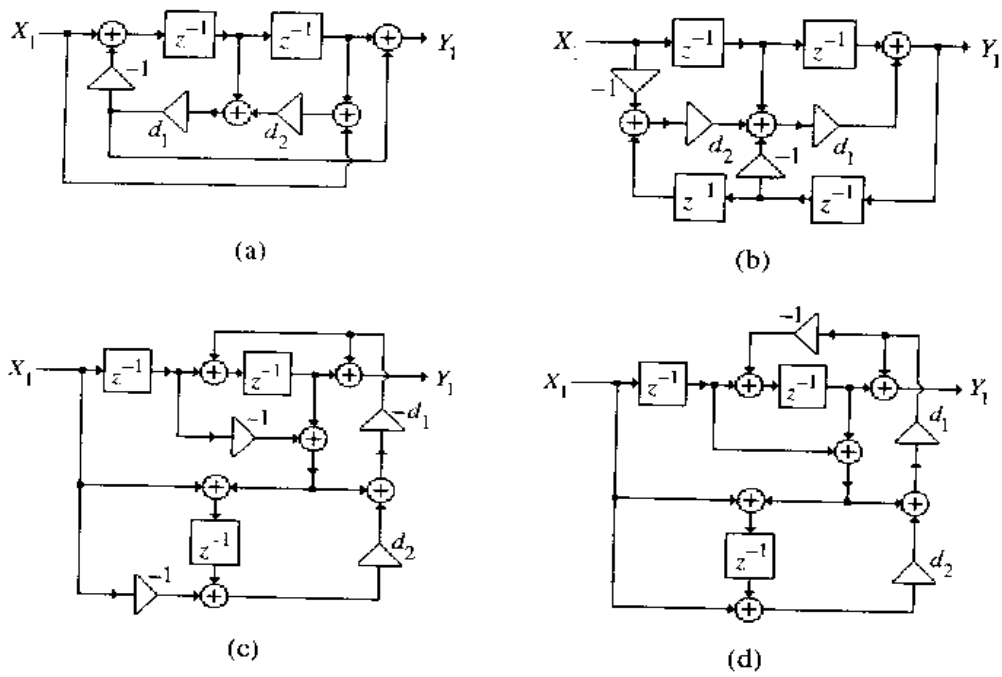 X₁ z⁻¹ z⁻¹ Y₁
−1
d₁ d₂
(a)
X z⁻¹ z⁻¹ Y₁
−1
d₂ d₁
−1
z⁻¹ z⁻¹
(b)
X₁ z⁻¹ z⁻¹ Y₁
−1 −d₁
z⁻¹ d₂
−1
(c)
−1
X₁ z⁻¹ z⁻¹ Y₁
d₁
z⁻¹ d₂
(d)